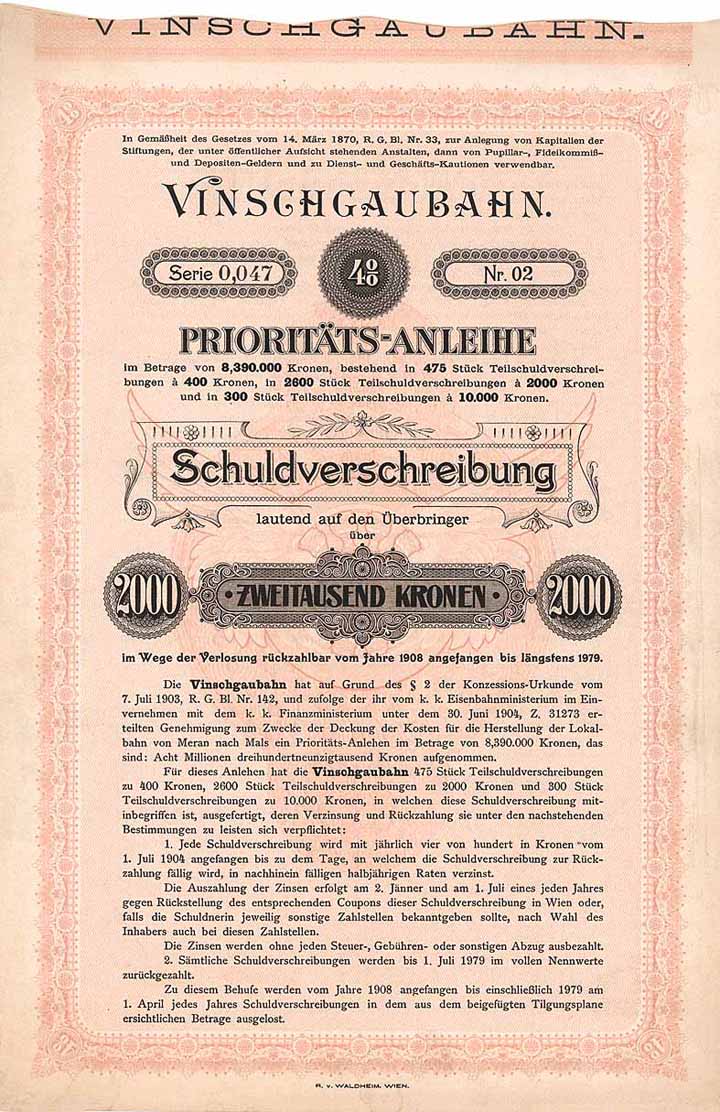 VINSCHGAUBAHN.
In Gemäßheit des Gesetzes vom 14. März 1870, R. G. Bl. Nr. 33, zur Anlegung von Kapitalien der
Stiftungen, der unter öffentlicher Aufsicht stehenden Anstalten, dann von Pupillar-, Fideikommiß-
und Depositen-Geldern und zu Dienst- und Geschäfts-Kautionen verwendbar.
VINSCHGAUBAHN.
Serie 0,047
4%
Nr. 02
PRIORITÄTS-ANLEIHE
im Betrage von 8,390.000 Kronen, bestehend in 475 Stück Teilschuldverschrei-
bungen à 400 Kronen, in 2600 Stück Teilschuldverschreibungen à 2000 Kronen
und in 300 Stück Teilschuldverschreibungen à 10.000 Kronen.
Schuldverschreibung
lautend auf den Überbringer
über
2000
ZWEITAUSEND KRONEN
2000
im Wege der Verlosung rückzahlbar vom Jahre 1908 angefangen bis längstens 1979.
Die Vinschgaubahn hat auf Grund des § 2 der Konzessions-Urkunde vom
7. Juli 1903, R. G. Bl. Nr. 142, und zufolge der ihr vom k. k. Eisenbahnministerium im Ein-
vernehmen mit dem k. k. Finanzministerium unter dem 30. Juni 1904, Z. 31273 er-
teilten Genehmigung zum Zwecke der Deckung der Kosten für die Herstellung der Lokal-
bahn von Meran nach Mals ein Prioritäts-Anlehen im Betrage von 8,390.000 Kronen, das
sind: Acht Millionen dreihundertneunzigtausend Kronen aufgenommen.
Für dieses Anlehen hat die Vinschgaubahn 475 Stück Teilschuldverschreibungen
zu 400 Kronen, 2600 Stück Teilschuldverschreibungen zu 2000 Kronen und 300 Stück
Teilschuldverschreibungen zu 10.000 Kronen, in welchen diese Schuldverschreibung mit-
inbegriffen ist, ausgefertigt, deren Verzinsung und Rückzahlung sie unter den nachstehenden
Bestimmungen zu leisten sich verpflichtet:
1. Jede Schuldverschreibung wird mit jährlich vier von hundert in Kronen vom
1. Juli 1904 angefangen bis zu dem Tage, an welchem die Schuldverschreibung zur Rück-
zahlung fällig wird, in nachhinein fälligen halbjährigen Raten verzinst.
Die Auszahlung der Zinsen erfolgt am 2. Jänner und am 1. Juli eines jeden Jahres
gegen Rückstellung des entsprechenden Coupons dieser Schuldverschreibung in Wien oder,
falls die Schuldnerin jeweilig sonstige Zahlstellen bekanntgeben sollte, nach Wahl des
Inhabers auch bei diesen Zahlstellen.
Die Zinsen werden ohne jeden Steuer-, Gebühren- oder sonstigen Abzug ausbezahlt.
2. Sämtliche Schuldverschreibungen werden bis 1. Juli 1979 im vollen Nennwerte
zurückgezahlt.
Zu diesem Behufe werden vom Jahre 1908 angefangen bis einschließlich 1979 am
1. April jedes Jahres Schuldverschreibungen in dem aus dem beigefügten Tilgungsplane
ersichtlichen Betrage ausgelost.
R. v. WALDHEIM, WIEN.